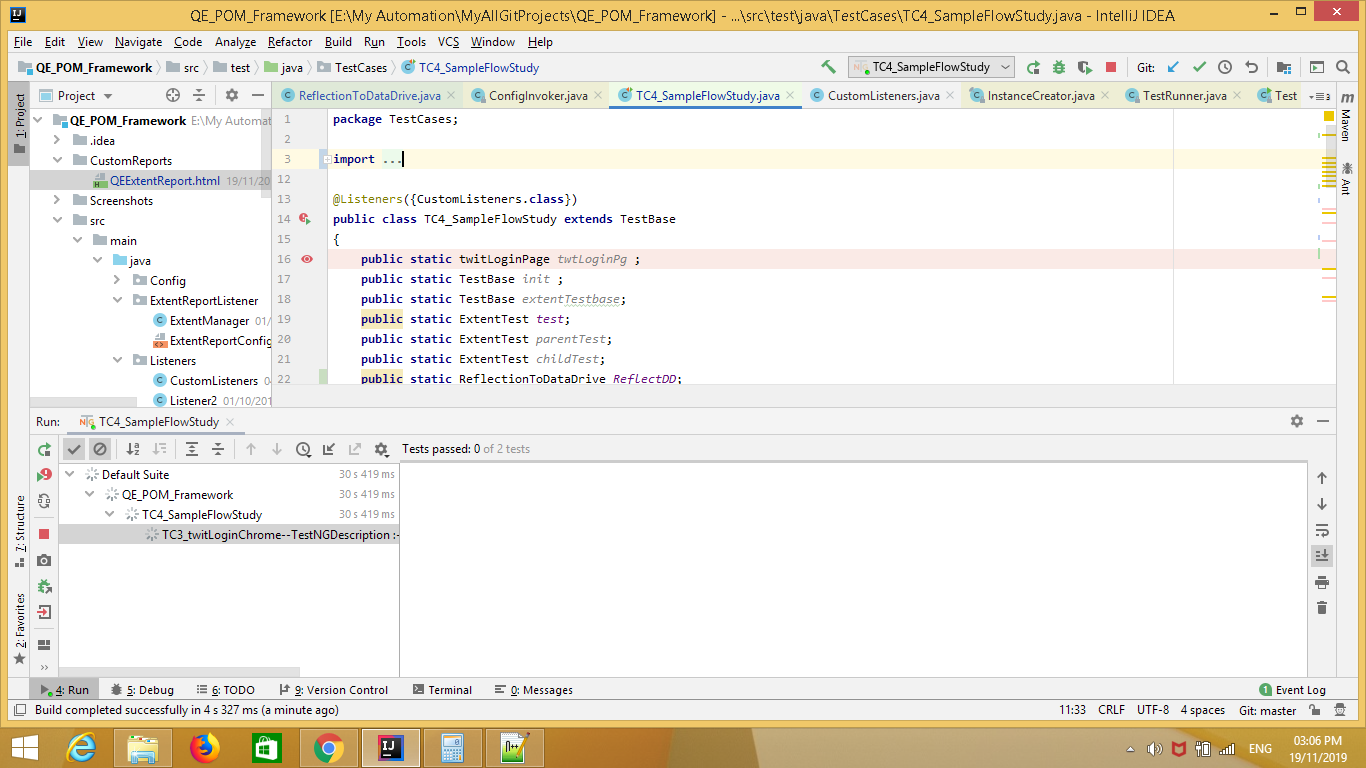 QE_POM_Framework [E:\My Automation\MyAllGitProjects\QE_POM_Framework] - ...\src\test\java\TestCases\TC4_SampleFlowStudy.java - IntelliJ IDEA
File Edit View Navigate Code Analyze Refactor Build Run Tools VCS Window Help
QE_POM_Framework src test java TestCases TC4_SampleFlowStudy TC4_SampleFlowStudy Git:
1: Project
Project
ReflectionToDataDrive.java ConfigInvoker.java TC4_SampleFlowStudy.java CustomListeners.java InstanceCreator.java TestRunner.java Test
QE_POM_Framework E:\My Automat
.idea
CustomReports
QEExtentReport.html 19/11/20
Screenshots
src
main
java
Config
ExtentReportListener
ExtentManager 01/
ExtentReportConfig
Listeners
CustomListeners 0
Listener2 01/10/201
1 package TestCases;
2
3 import ...
12
13 @Listeners({CustomListeners.class})
14 public class TC4_SampleFlowStudy extends TestBase
15 {
16 public static twitLoginPage twtLoginPg ;
17 public static TestBase init ;
18 public static TestBase extentTestbase;
19 public static ExtentTest test;
20 public static ExtentTest parentTest;
21 public static ExtentTest childTest;
22 public static ReflectionToDataDrive ReflectDD;
Maven
Ant
Run: TC4_SampleFlowStudy
Tests passed: 0 of 2 tests
Default Suite 30 s 419 ms
QE_POM_Framework 30 s 419 ms
TC4_SampleFlowStudy 30 s 419 ms
TC3_twitLoginChrome--TestNGDescription :-
7: Structure
2: Favorites
4: Run 5: Debug 6: TODO 9: Version Control Terminal 0: Messages 1 Event Log
Build completed successfully in 4 s 327 ms (a minute ago) 11:33 CRLF UTF-8 4 spaces Git: master
ENG
03:06 PM
19/11/2019